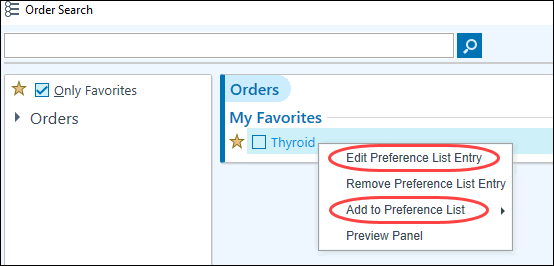 Order Search
Only Favorites
Orders
Orders
My Favorites
Thyroid
Edit Preference List Entry
Remove Preference List Entry
Add to Preference List
Preview Panel